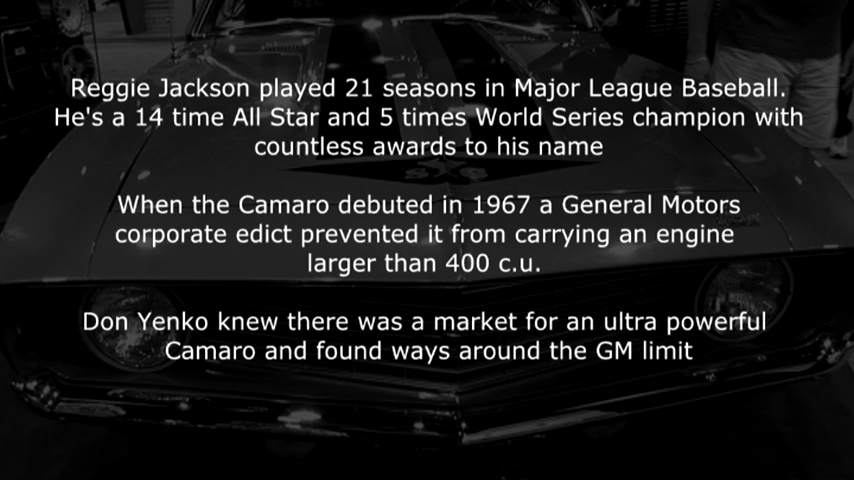 Reggie Jackson played 21 seasons in Major League Baseball.
He's a 14 time All Star and 5 times World Series champion with
countless awards to his name
When the Camaro debuted in 1967 a General Motors
corporate edict prevented it from carrying an engine
larger than 400 c.u.
Don Yenko knew there was a market for an ultra powerful
Camaro and found ways around the GM limit